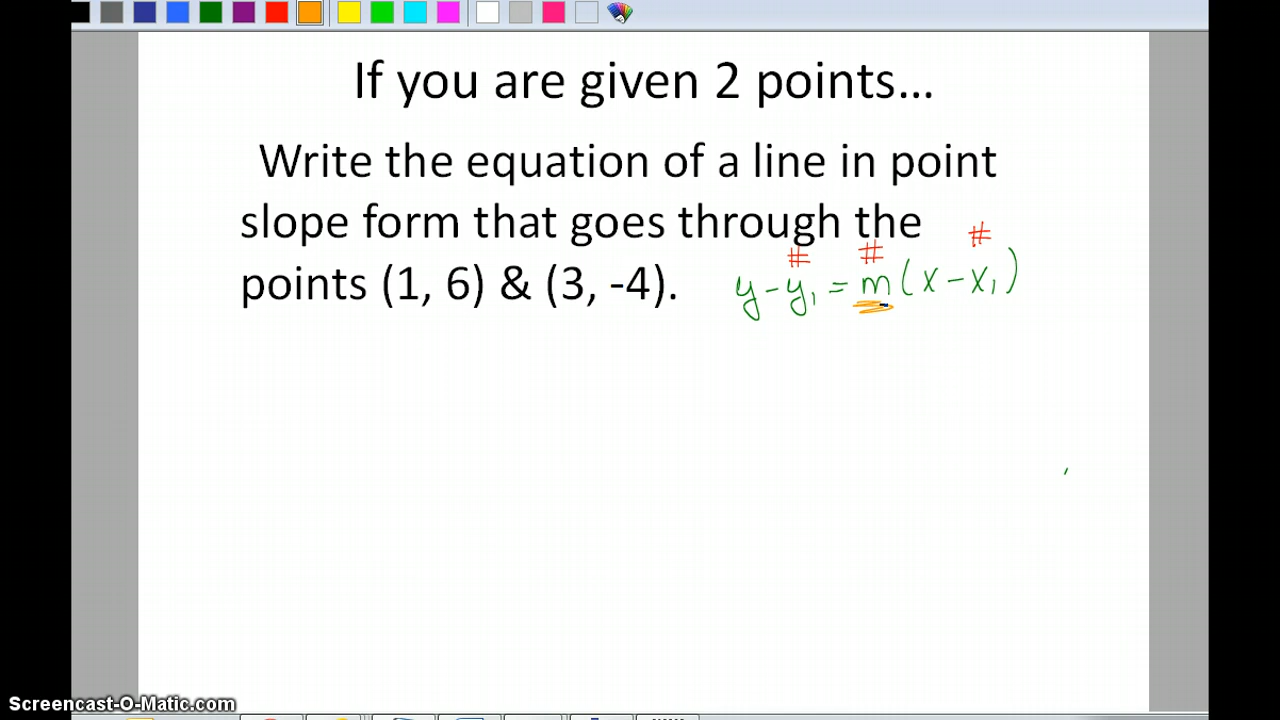 If you are given 2 points...
Write the equation of a line in point
slope form that goes through the
# # #
points (1, 6) & (3, -4). y - y₁ = m(x - x₁)
Screencast-O-Matic.com